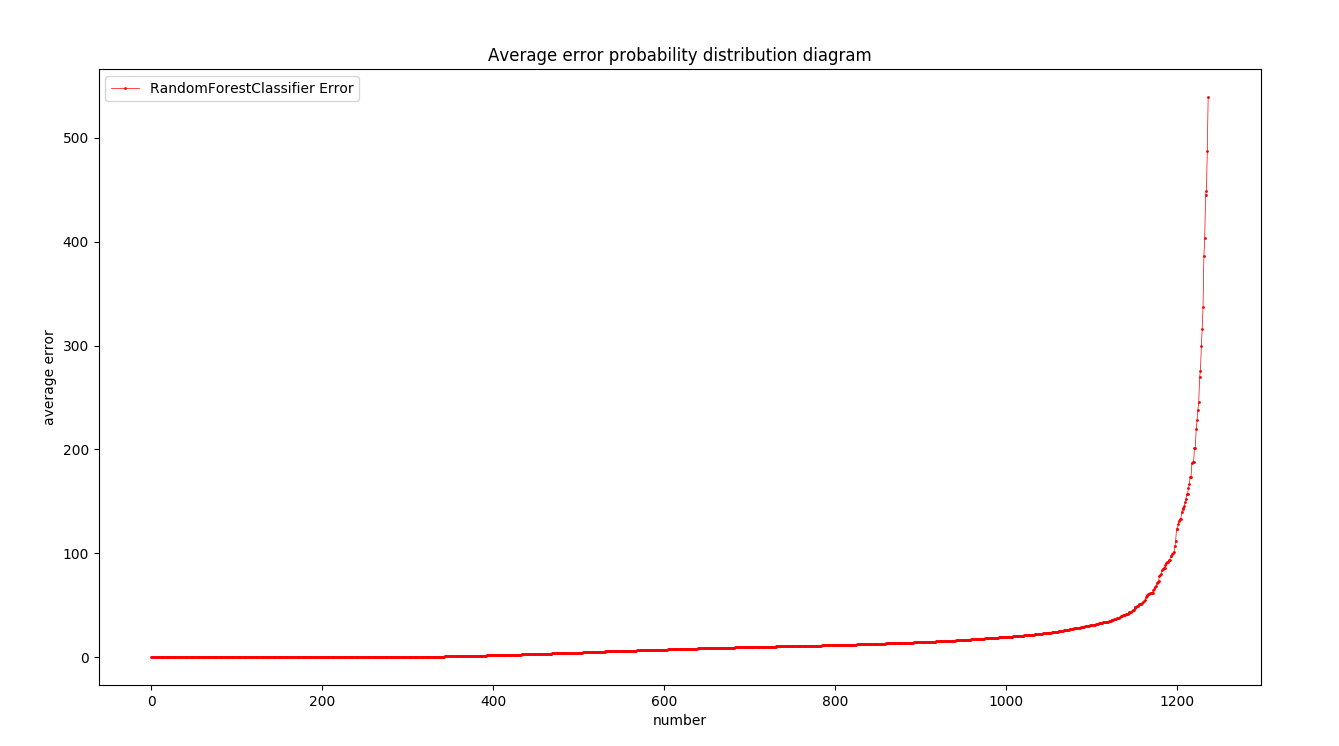 Average error probability distribution diagram
RandomForestClassifier Error
500
400
300
200
100
0
average error
0 200 400 600 800 1000 1200
number